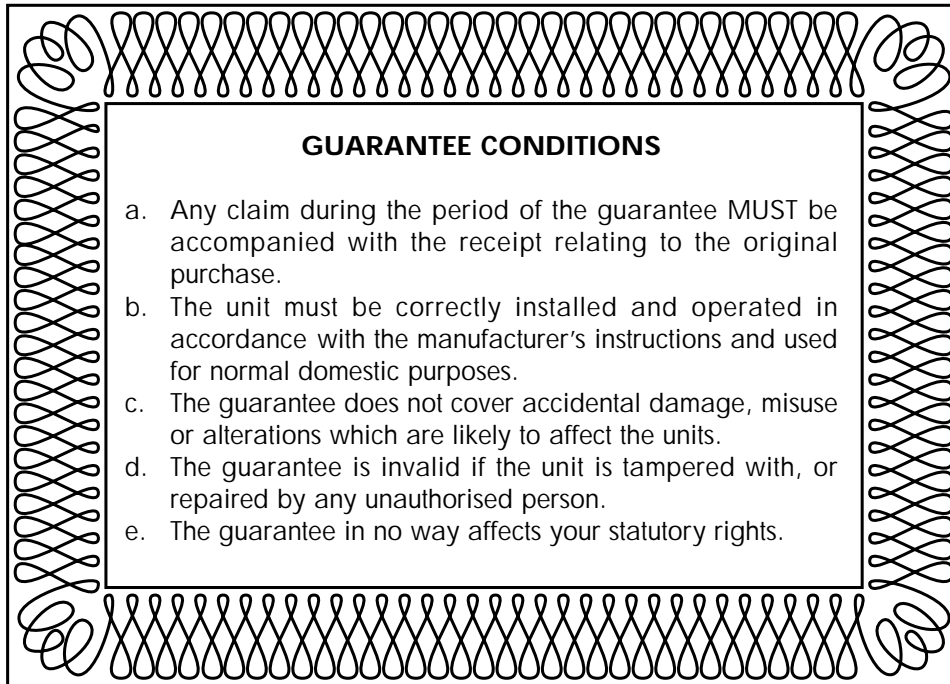 GUARANTEE CONDITIONS
a. Any claim during the period of the guarantee MUST be
accompanied with the receipt relating to the original
purchase.
b. The unit must be correctly installed and operated in
accordance with the manufacturer's instructions and used
for normal domestic purposes.
c. The guarantee does not cover accidental damage, misuse
or alterations which are likely to affect the units.
d. The guarantee is invalid if the unit is tampered with, or
repaired by any unauthorised person.
e. The guarantee in no way affects your statutory rights.